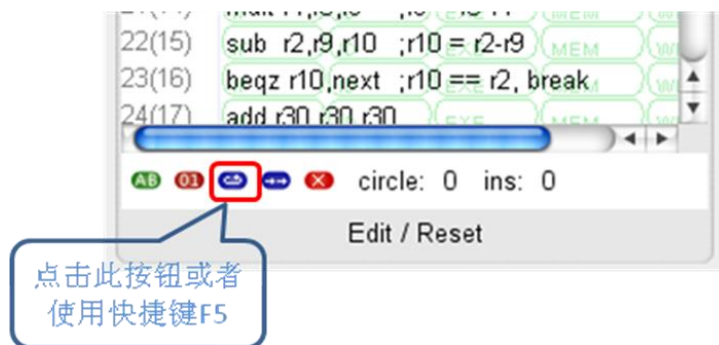 22(15) sub r2,r9,r10 ;r10 = r2-r9 MEM
23(16) beqz r10,next ;r10 == r2, break
24(17) add r30,r30,r30 EXE MEM
AB 01 circle: 0 ins: 0
Edit / Reset
点击此按钮或者
使用快捷键F5